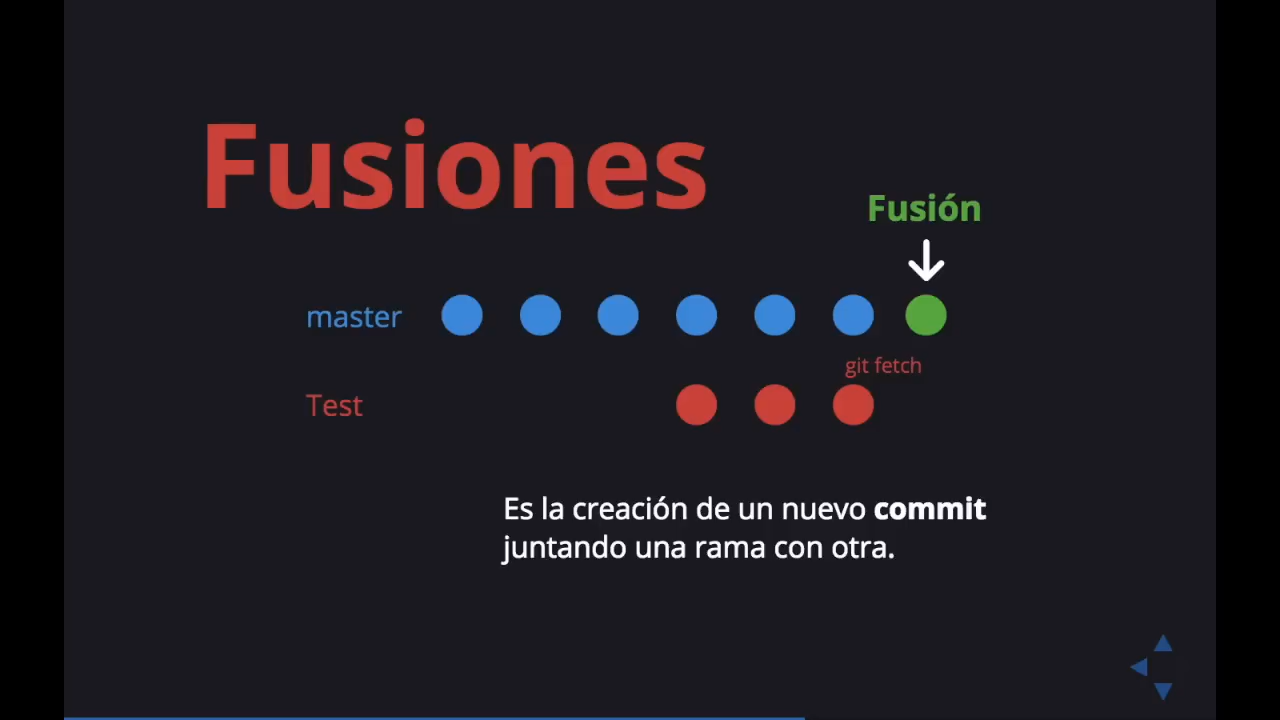 Fusiones
Fusión
master
git fetch
Test
Es la creación de un nuevo commit
juntando una rama con otra.